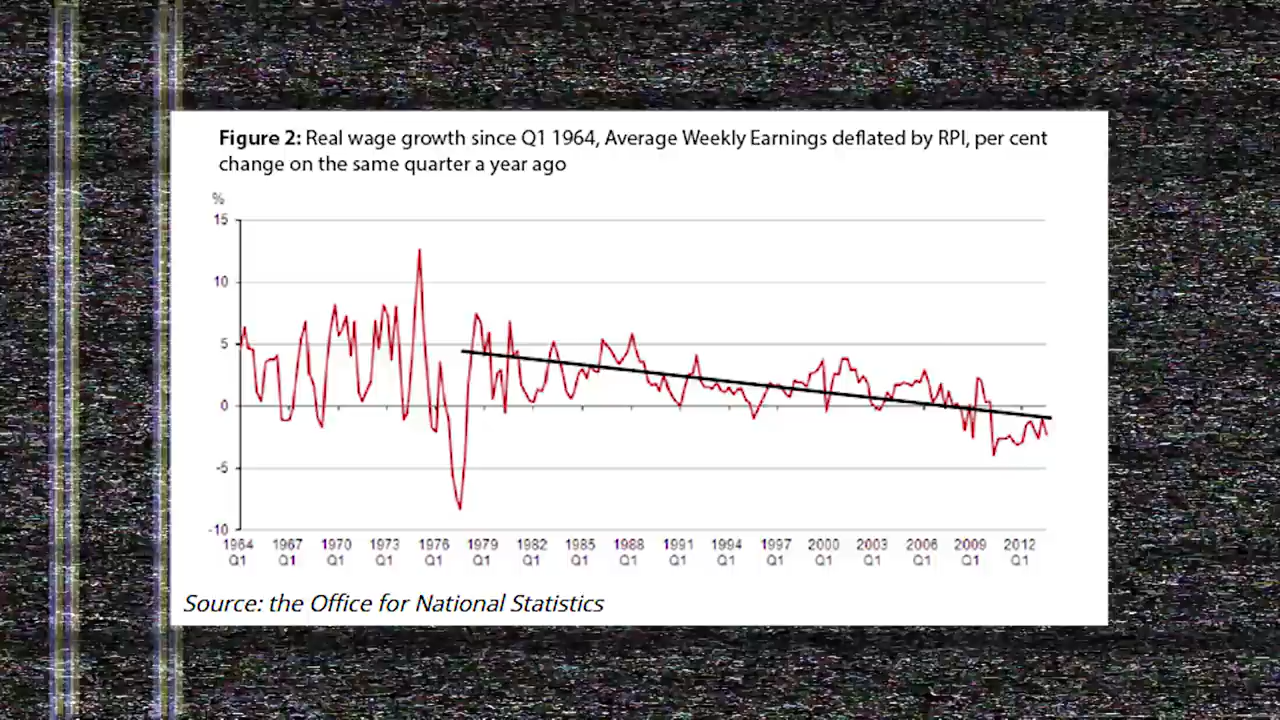 Figure 2: Real wage growth since Q1 1964, Average Weekly Earnings deflated by RPI, per cent
change on the same quarter a year ago
%
15
10
5
0
-5
-10
1964 1967 1970 1973 1976 1979 1982 1985 1988 1991 1994 1997 2000 2003 2006 2009 2012
Q1 Q1 Q1 Q1 Q1 Q1 Q1 Q1 Q1 Q1 Q1 Q1 Q1 Q1 Q1 Q1 Q1
Source: the Office for National Statistics